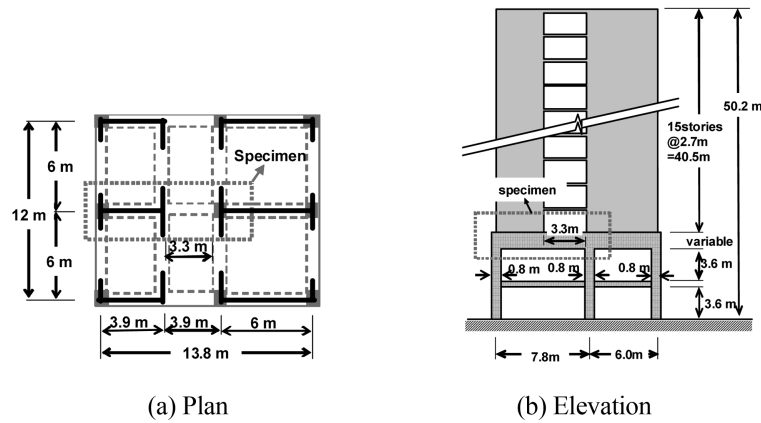 6 m
12 m
6 m
Specimen
3.3 m
3.9 m
3.9 m
6 m
13.8 m
(a) Plan
50.2 m
15stories
@2.7m
=40.5m
specimen
3.3m
variable
0.8 m
0.8m
0.8m
3.6 m
3.6 m
7.8m
6.0m
(b) Elevation